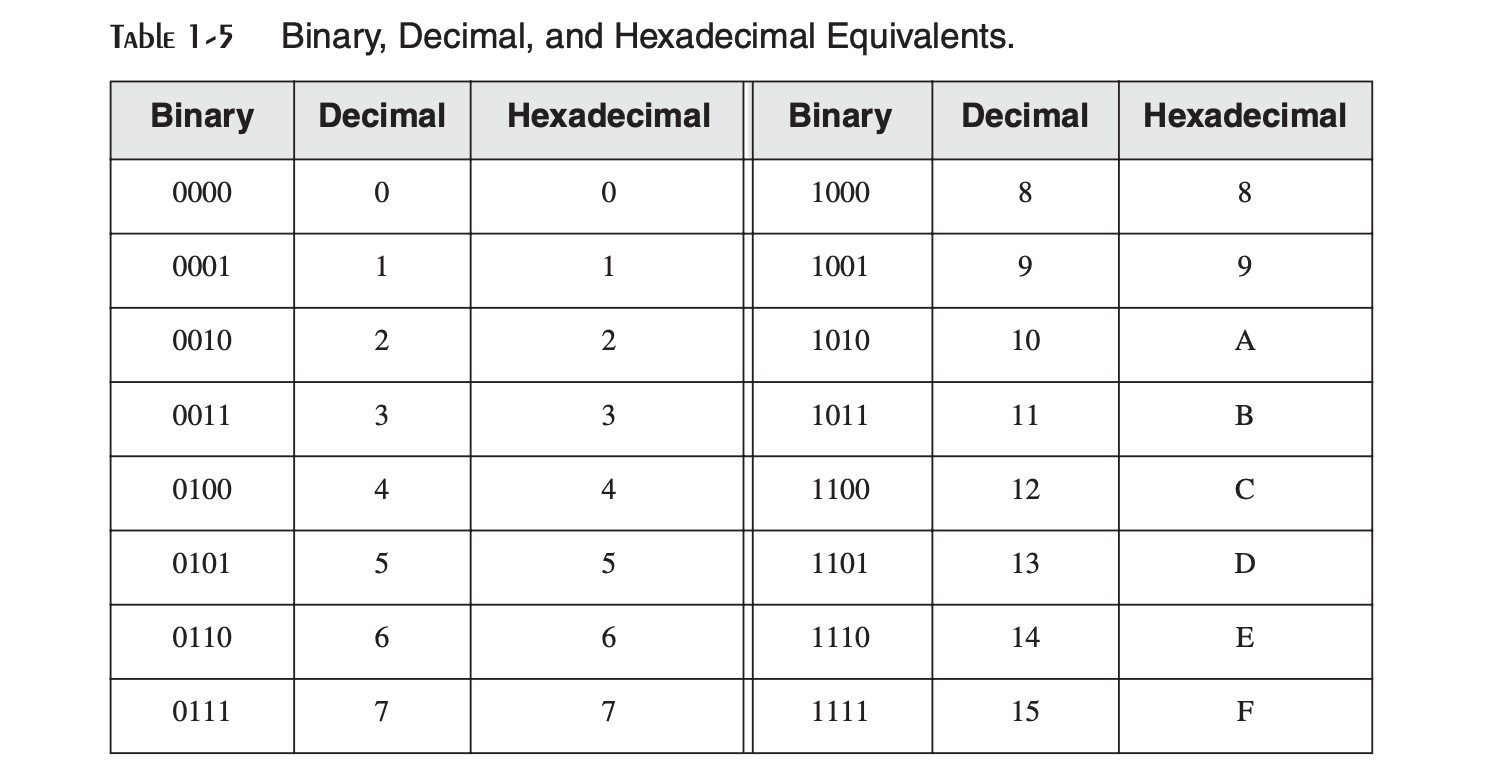 Table 1-5 Binary, Decimal, and Hexadecimal Equivalents.
Binary Decimal Hexadecimal Binary Decimal Hexadecimal
0000 0 0 1000 8 8
0001 1 1 1001 9 9
0010 2 2 1010 10 A
0011 3 3 1011 11 B
0100 4 4 1100 12 C
0101 5 5 1101 13 D
0110 6 6 1110 14 E
0111 7 7 1111 15 F